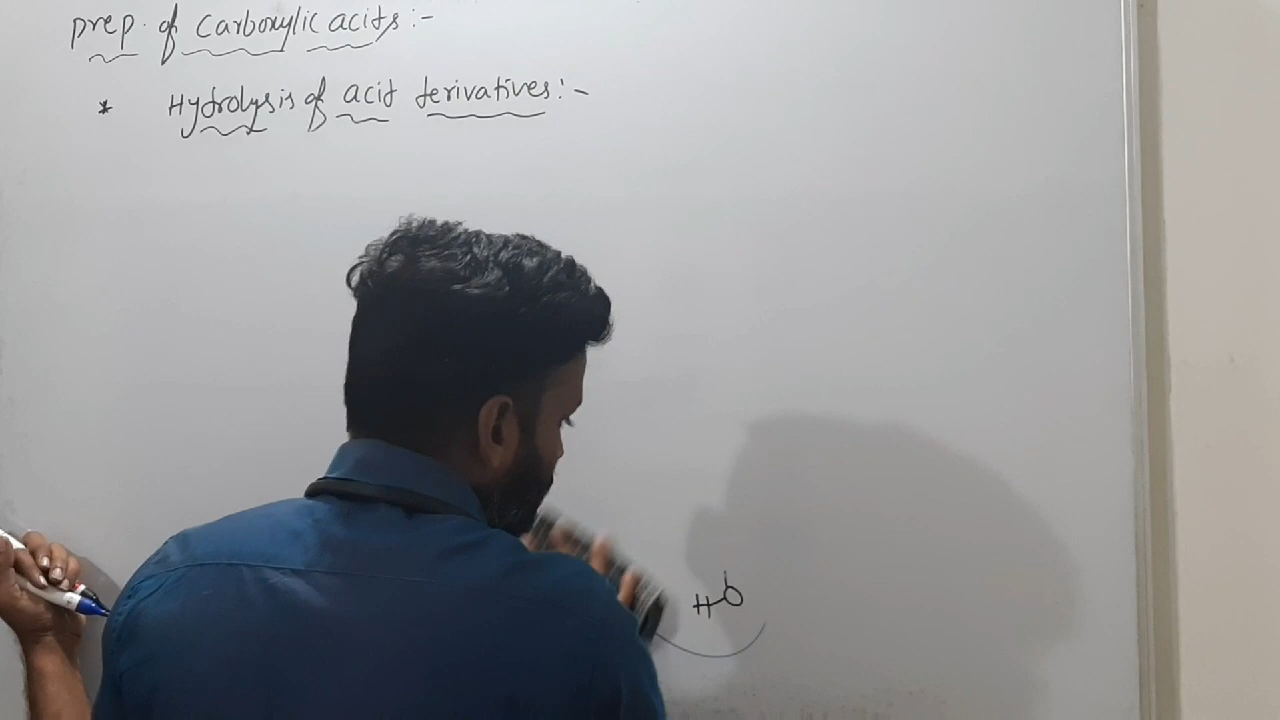 prep. of Carboxylic acids :-
* Hydrolysis of acid derivatives :-
H-O